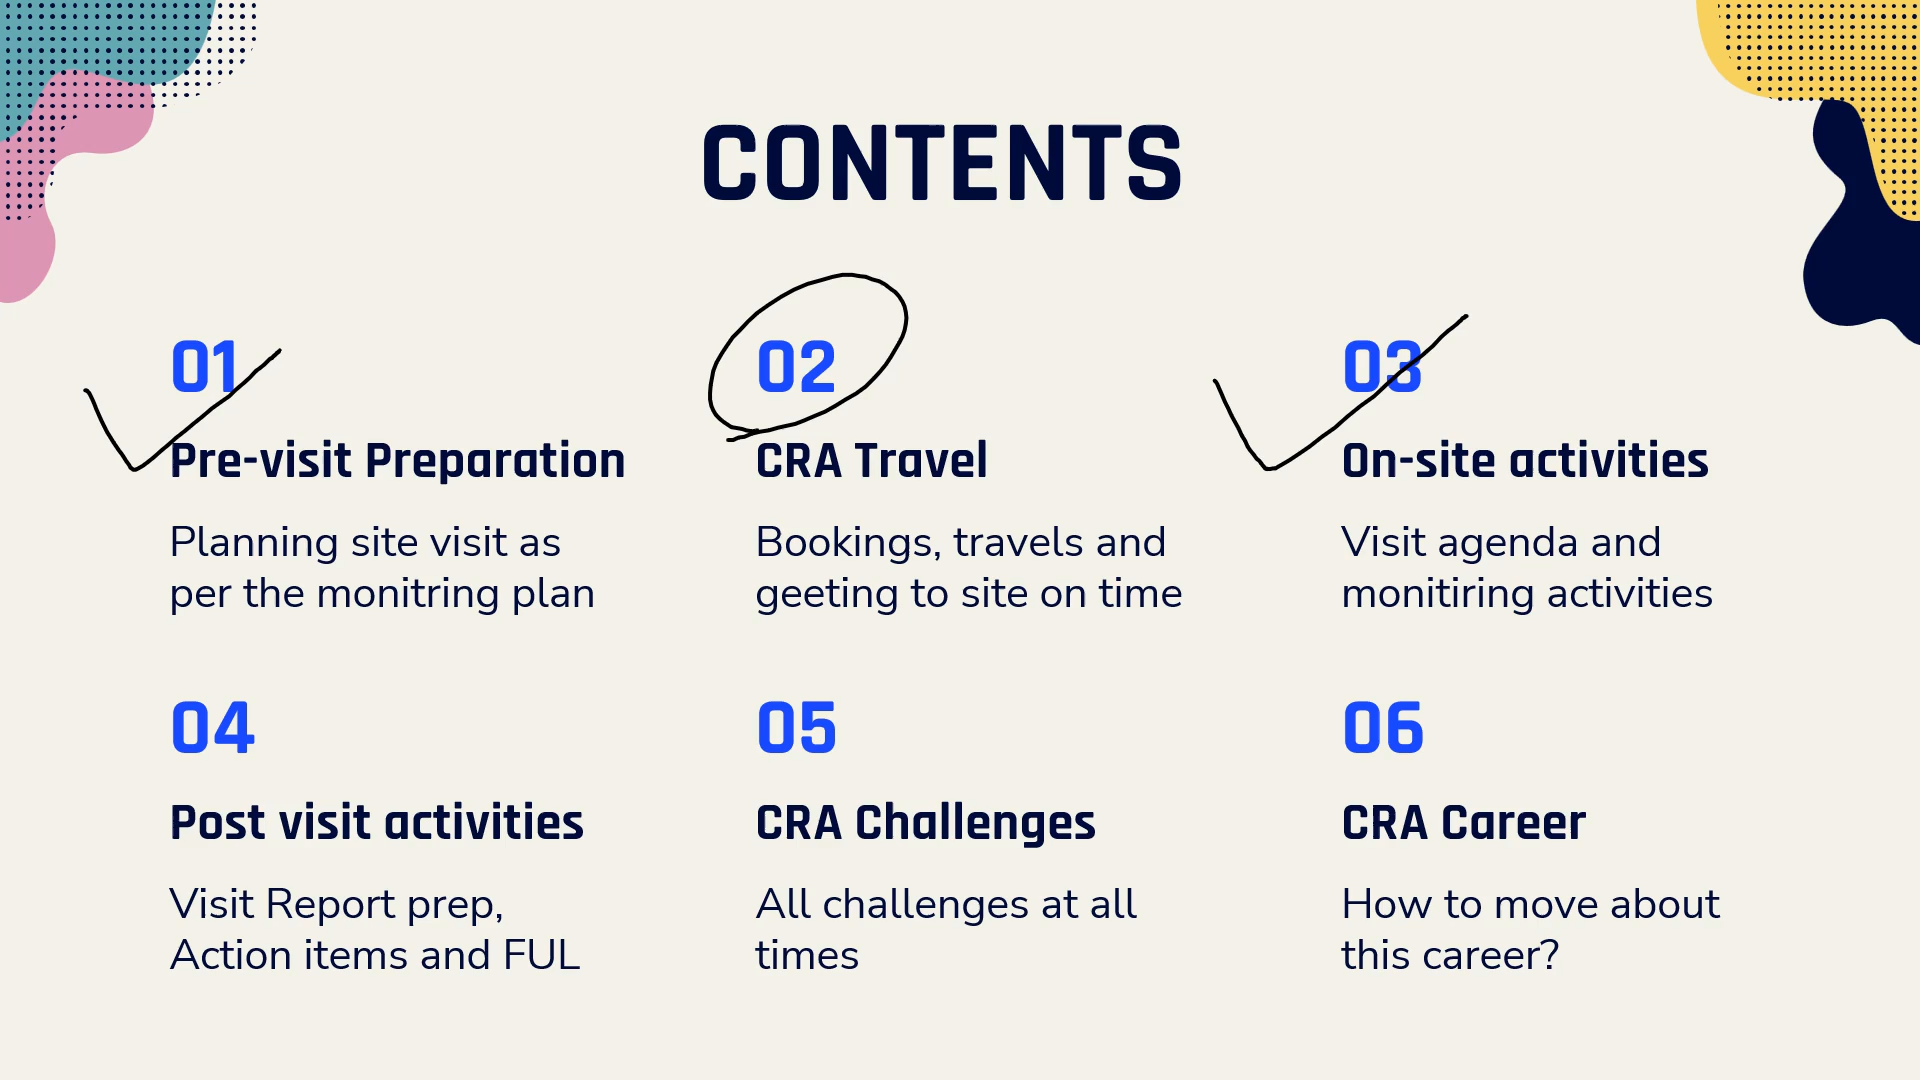 CONTENTS
01
Pre-visit Preparation
Planning site visit as
per the monitring plan
02
CRA Travel
Bookings, travels and
geeting to site on time
03
On-site activities
Visit agenda and
monitiring activities
04
Post visit activities
Visit Report prep,
Action items and FUL
05
CRA Challenges
All challenges at all
times
06
CRA Career
How to move about
this career?